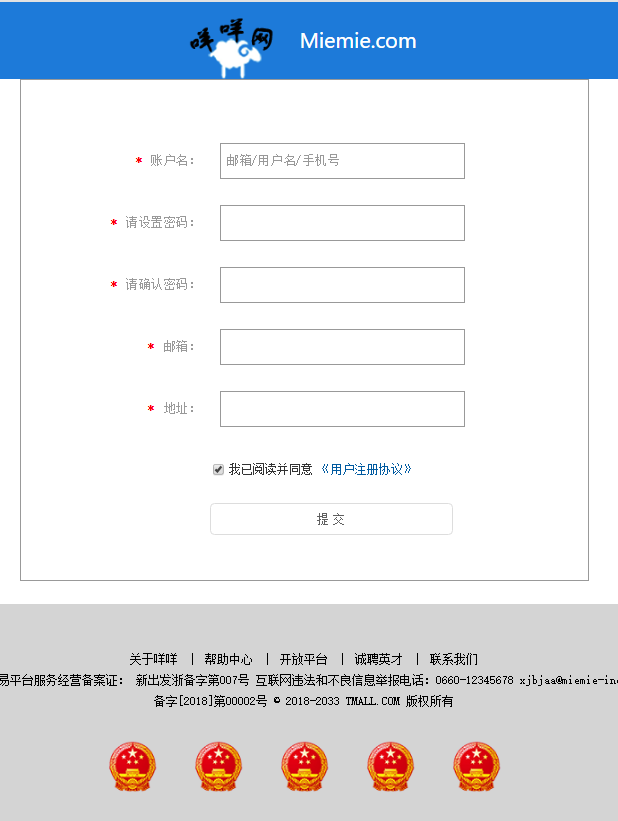 咩咩网 Miemie.com
* 账户名: 邮箱/用户名/手机号
* 请设置密码:
* 请确认密码:
* 邮箱:
* 地址:
我已阅读并同意 《用户注册协议》
提 交
关于咩咩 | 帮助中心 | 开放平台 | 诚聘英才 | 联系我们
易平台服务经营备案证: 新出发浙备字第007号 互联网违法和不良信息举报电话: 0660-12345678 xjbjaa@miemie-in
备字[2018]第00002号 © 2018-2033 TMALL.COM 版权所有